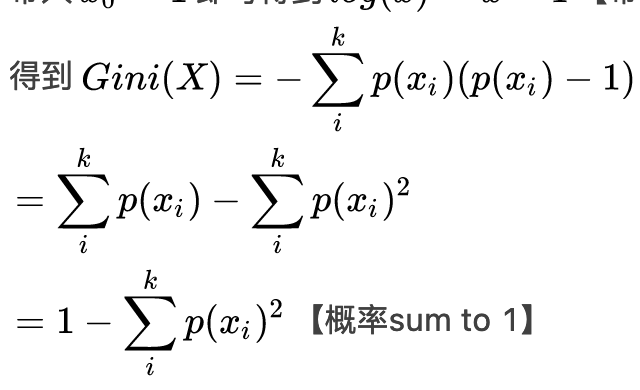 得到 Gini(X) = −∑_i^k p(x_i)(p(x_i) − 1)
= ∑_i^k p(x_i) − ∑_i^k p(x_i)^2
= 1 − ∑_i^k p(x_i)^2 【概率sum to 1】